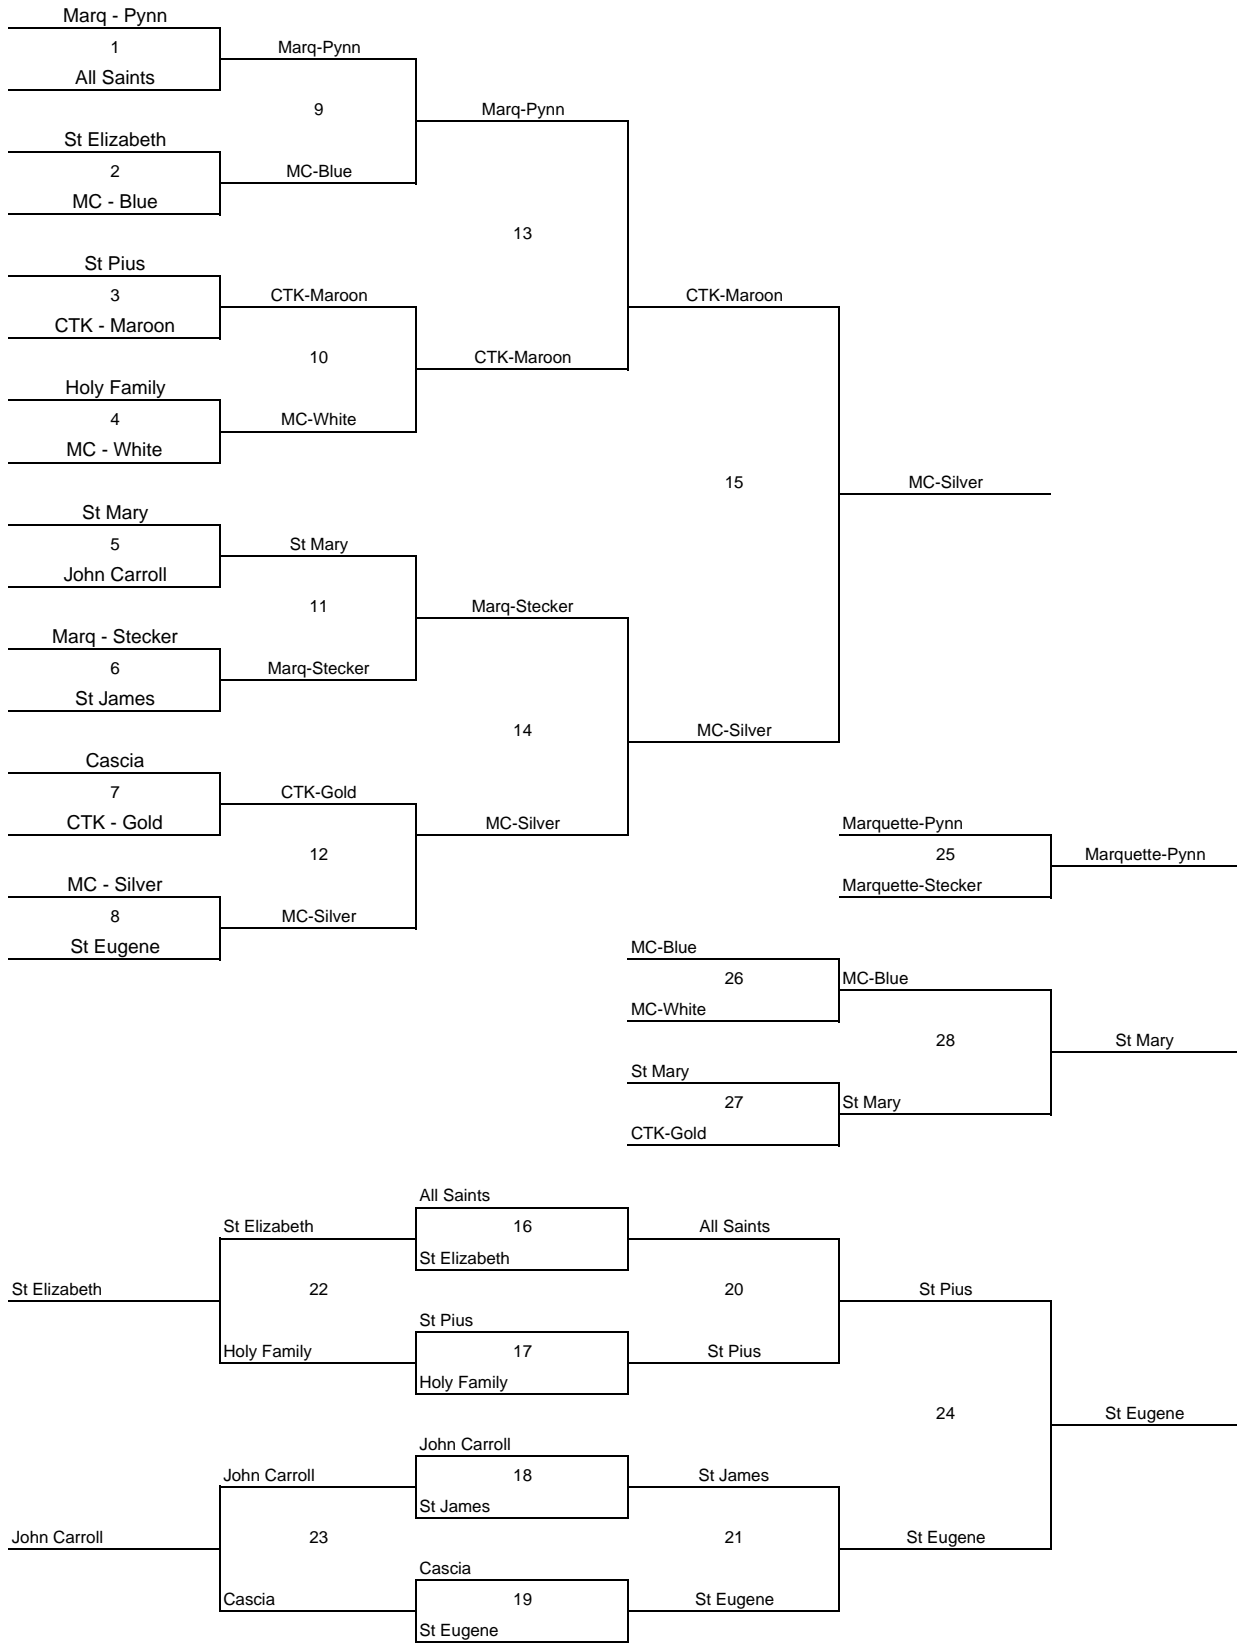 Marq - Pynn
1
Marq-Pynn
All Saints
9
Marq-Pynn
St Elizabeth
2
MC-Blue
MC - Blue
13
St Pius
3
CTK-Maroon
CTK-Maroon
CTK - Maroon
10
CTK-Maroon
Holy Family
4
MC-White
MC - White
15
MC-Silver
St Mary
5
St Mary
John Carroll
11
Marq-Stecker
Marq - Stecker
6
Marq-Stecker
St James
14
MC-Silver
Cascia
7
CTK-Gold
CTK - Gold
MC-Silver
Marquette-Pynn
12
25
Marquette-Pynn
MC - Silver
Marquette-Stecker
8
MC-Silver
St Eugene
MC-Blue
26
MC-Blue
MC-White
28
St Mary
St Mary
27
St Mary
CTK-Gold
All Saints
St Elizabeth
16
All Saints
St Elizabeth
St Elizabeth
22
20
St Pius
St Pius
Holy Family
17
St Pius
Holy Family
24
St Eugene
John Carroll
John Carroll
18
St James
St James
John Carroll
23
21
St Eugene
Cascia
Cascia
19
St Eugene
St Eugene